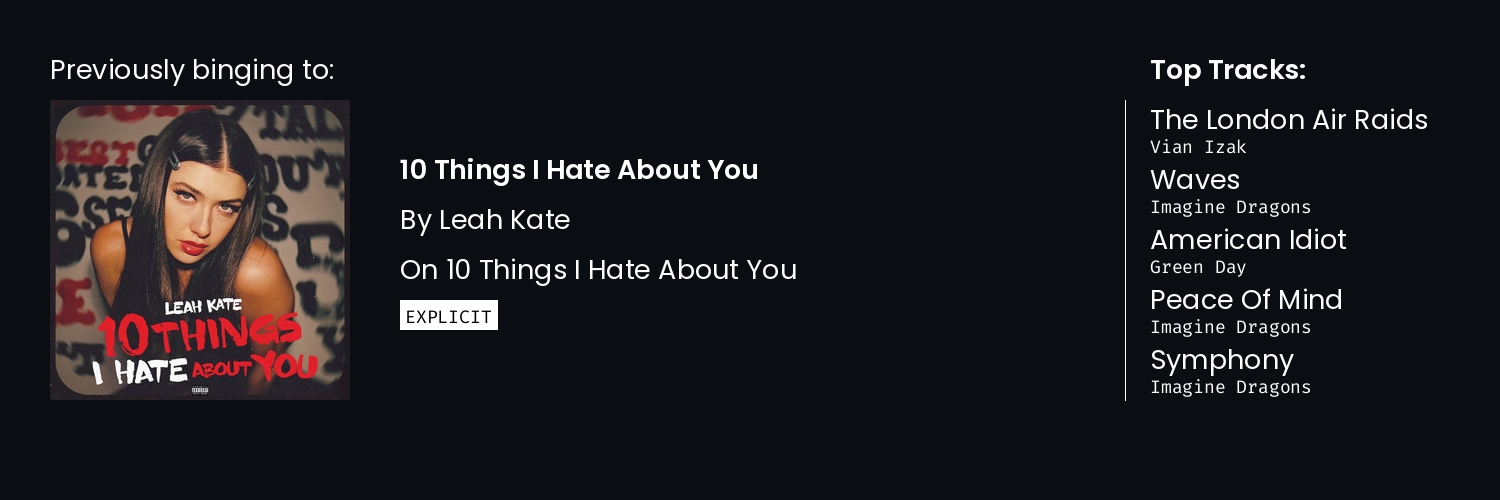 Previously binging to:
LEAH KATE
10 THINGS
I HATE ABOUT YOU
10 Things I Hate About You
By Leah Kate
On 10 Things I Hate About You
EXPLICIT
Top Tracks:
The London Air Raids
Vian Izak
Waves
Imagine Dragons
American Idiot
Green Day
Peace Of Mind
Imagine Dragons
Symphony
Imagine Dragons